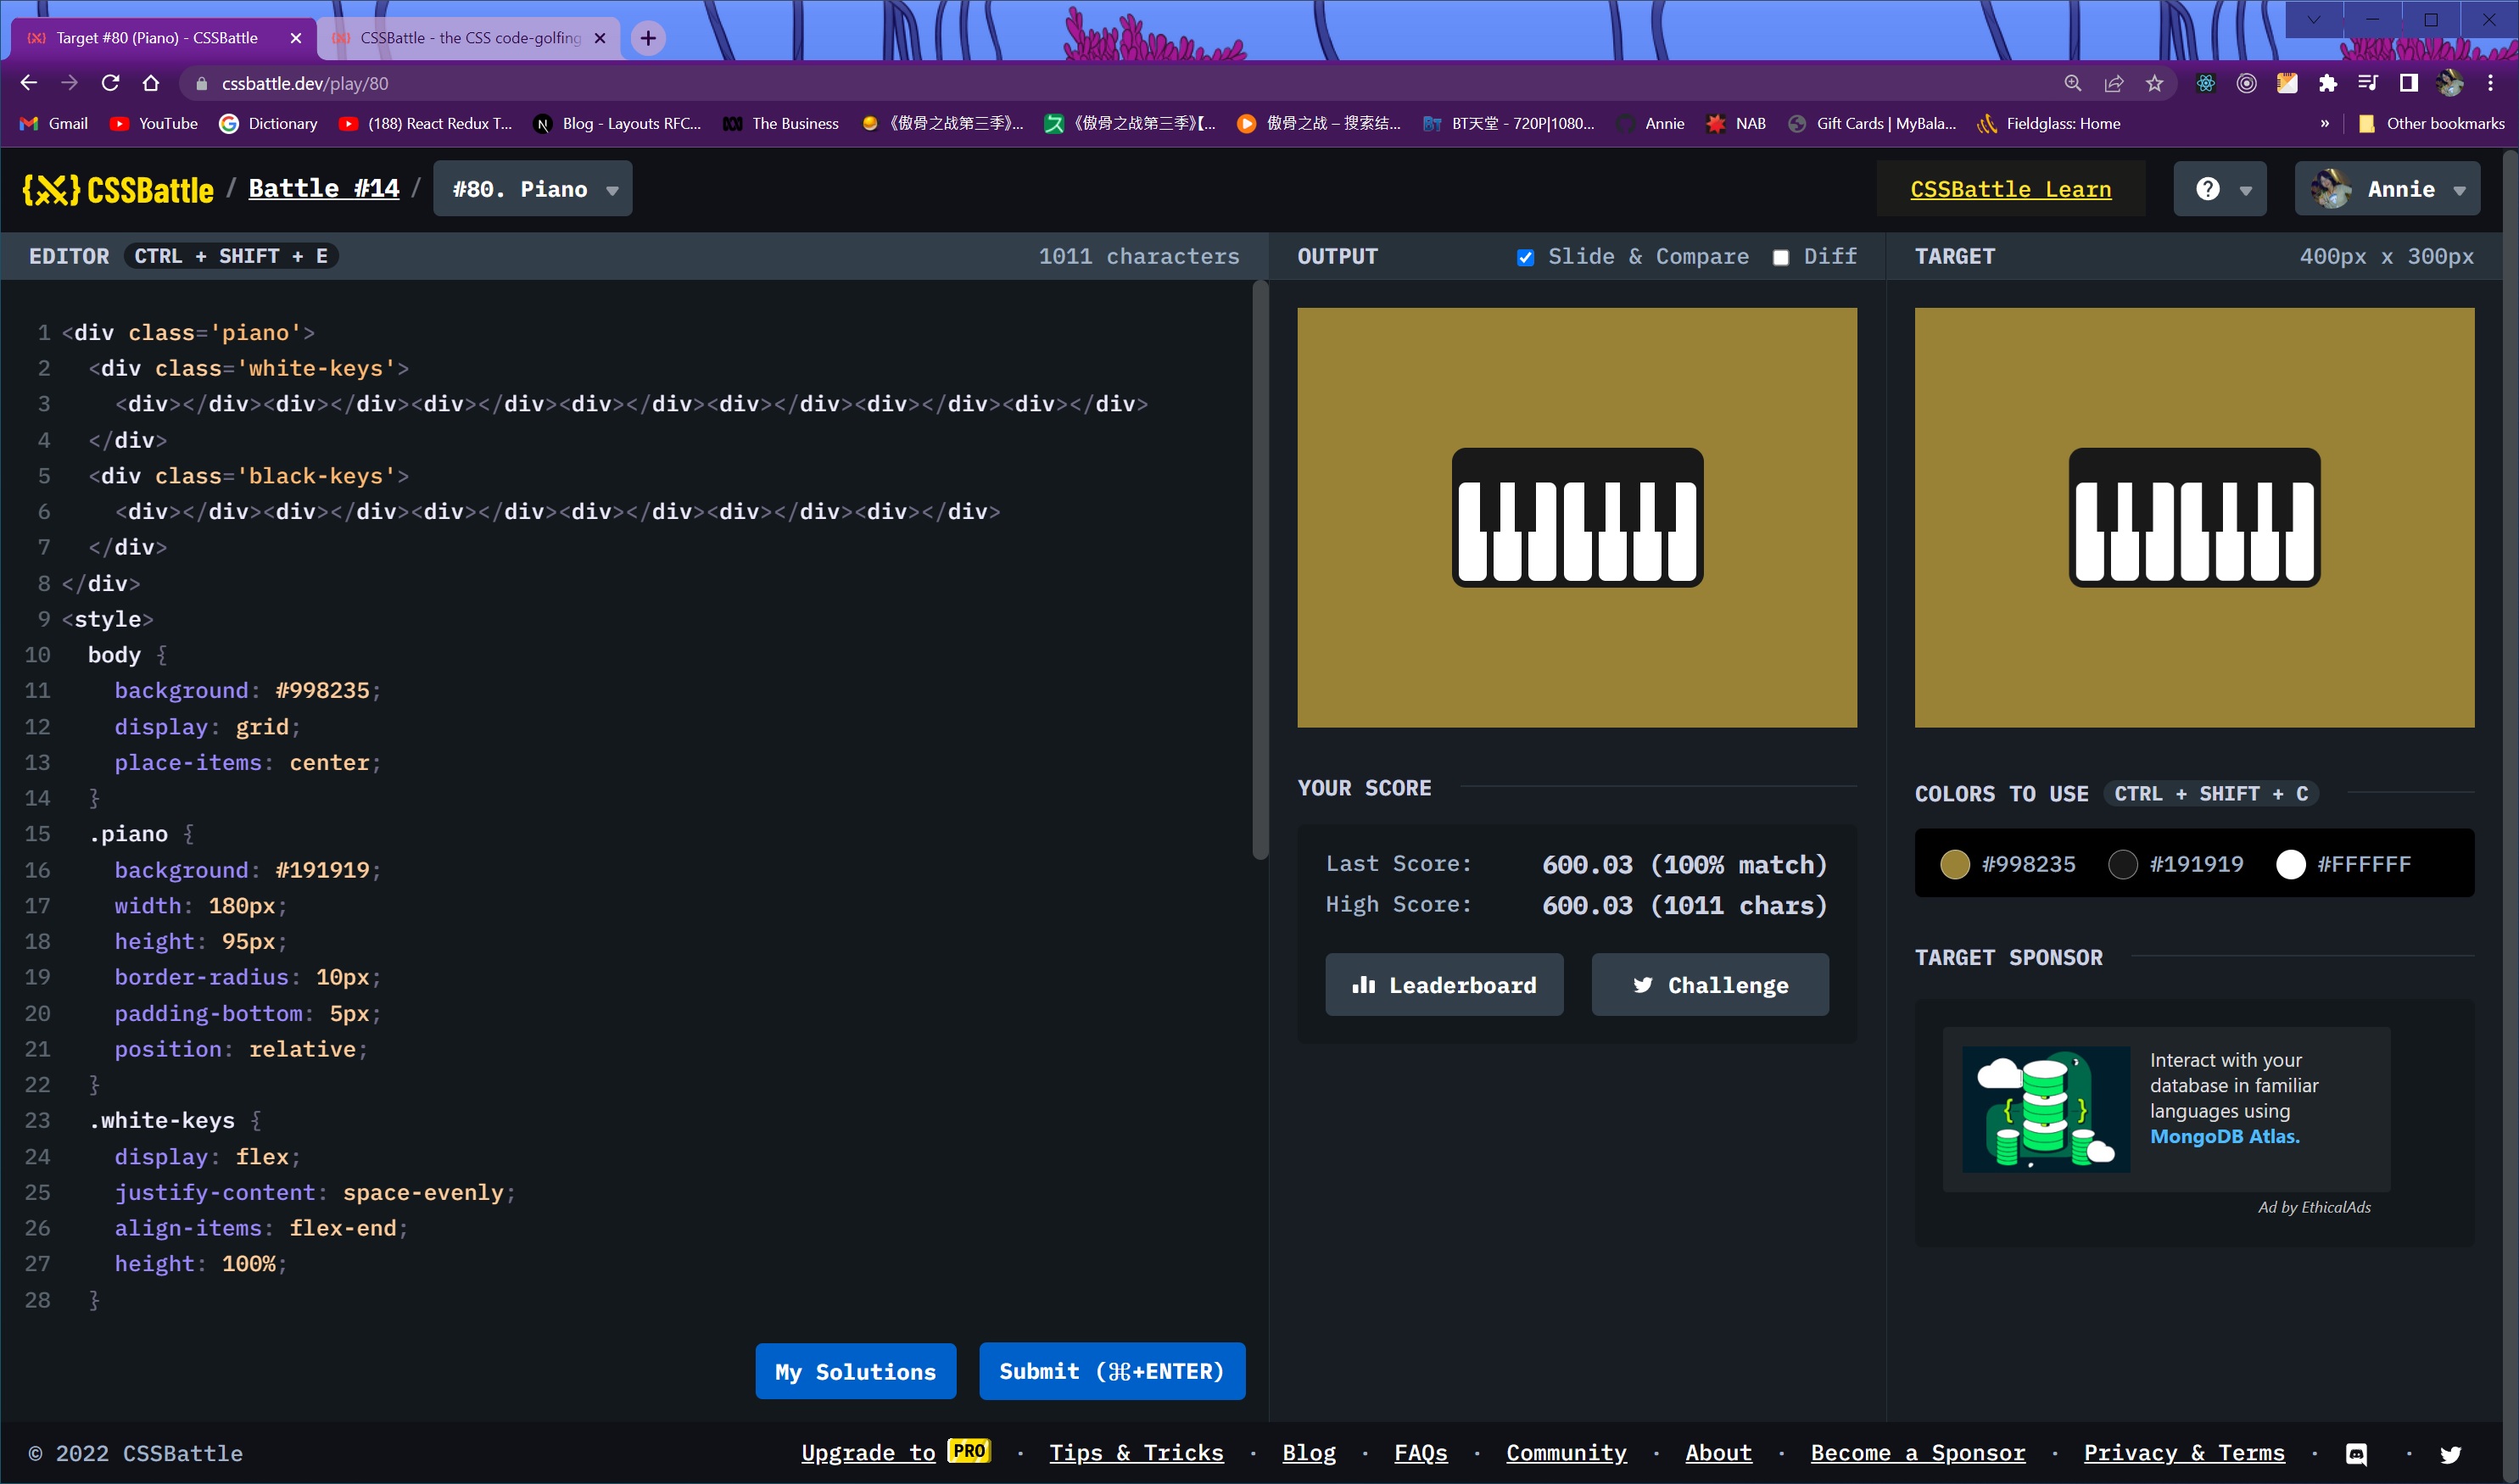 Target #80 (Piano) - CSSBattle
CSSBattle - the CSS code-golfing
cssbattle.dev/play/80
Gmail
YouTube
Dictionary
(188) React Redux T...
Blog - Layouts RFC...
The Business
《傲骨之战第三季》...
《傲骨之战第三季》【...
傲骨之战 – 搜索结...
BT天堂 - 720P|1080...
Annie
NAB
Gift Cards | MyBala...
Fieldglass: Home
»
Other bookmarks
{X} CSSBattle / Battle #14 / #80. Piano
CSSBattle Learn
Annie
EDITOR CTRL + SHIFT + E 1011 characters
1 <div class='piano'>
2 <div class='white-keys'>
3 <div></div><div></div><div></div><div></div><div></div><div></div><div></div>
4 </div>
5 <div class='black-keys'>
6 <div></div><div></div><div></div><div></div><div></div><div></div>
7 </div>
8 </div>
9 <style>
10 body {
11 background: #998235;
12 display: grid;
13 place-items: center;
14 }
15 .piano {
16 background: #191919;
17 width: 180px;
18 height: 95px;
19 border-radius: 10px;
20 padding-bottom: 5px;
21 position: relative;
22 }
23 .white-keys {
24 display: flex;
25 justify-content: space-evenly;
26 align-items: flex-end;
27 height: 100%;
28 }
My Solutions
Submit (⌘+ENTER)
OUTPUT Slide & Compare Diff
YOUR SCORE
Last Score: 600.03 (100% match)
High Score: 600.03 (1011 chars)
Leaderboard
Challenge
TARGET 400px x 300px
COLORS TO USE CTRL + SHIFT + C
#998235 #191919 #FFFFFF
TARGET SPONSOR
Interact with your
database in familiar
languages using
MongoDB Atlas.
Ad by EthicalAds
© 2022 CSSBattle
Upgrade to PRO · Tips & Tricks · Blog · FAQs · Community · About · Become a Sponsor · Privacy & Terms · ·